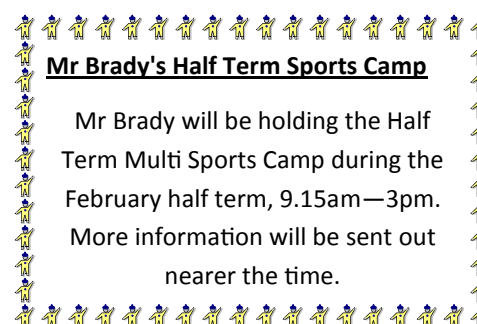 Mr Brady's Half Term Sports Camp
Mr Brady will be holding the Half
Term Multi Sports Camp during the
February half term, 9.15am—3pm.
More information will be sent out
nearer the time.